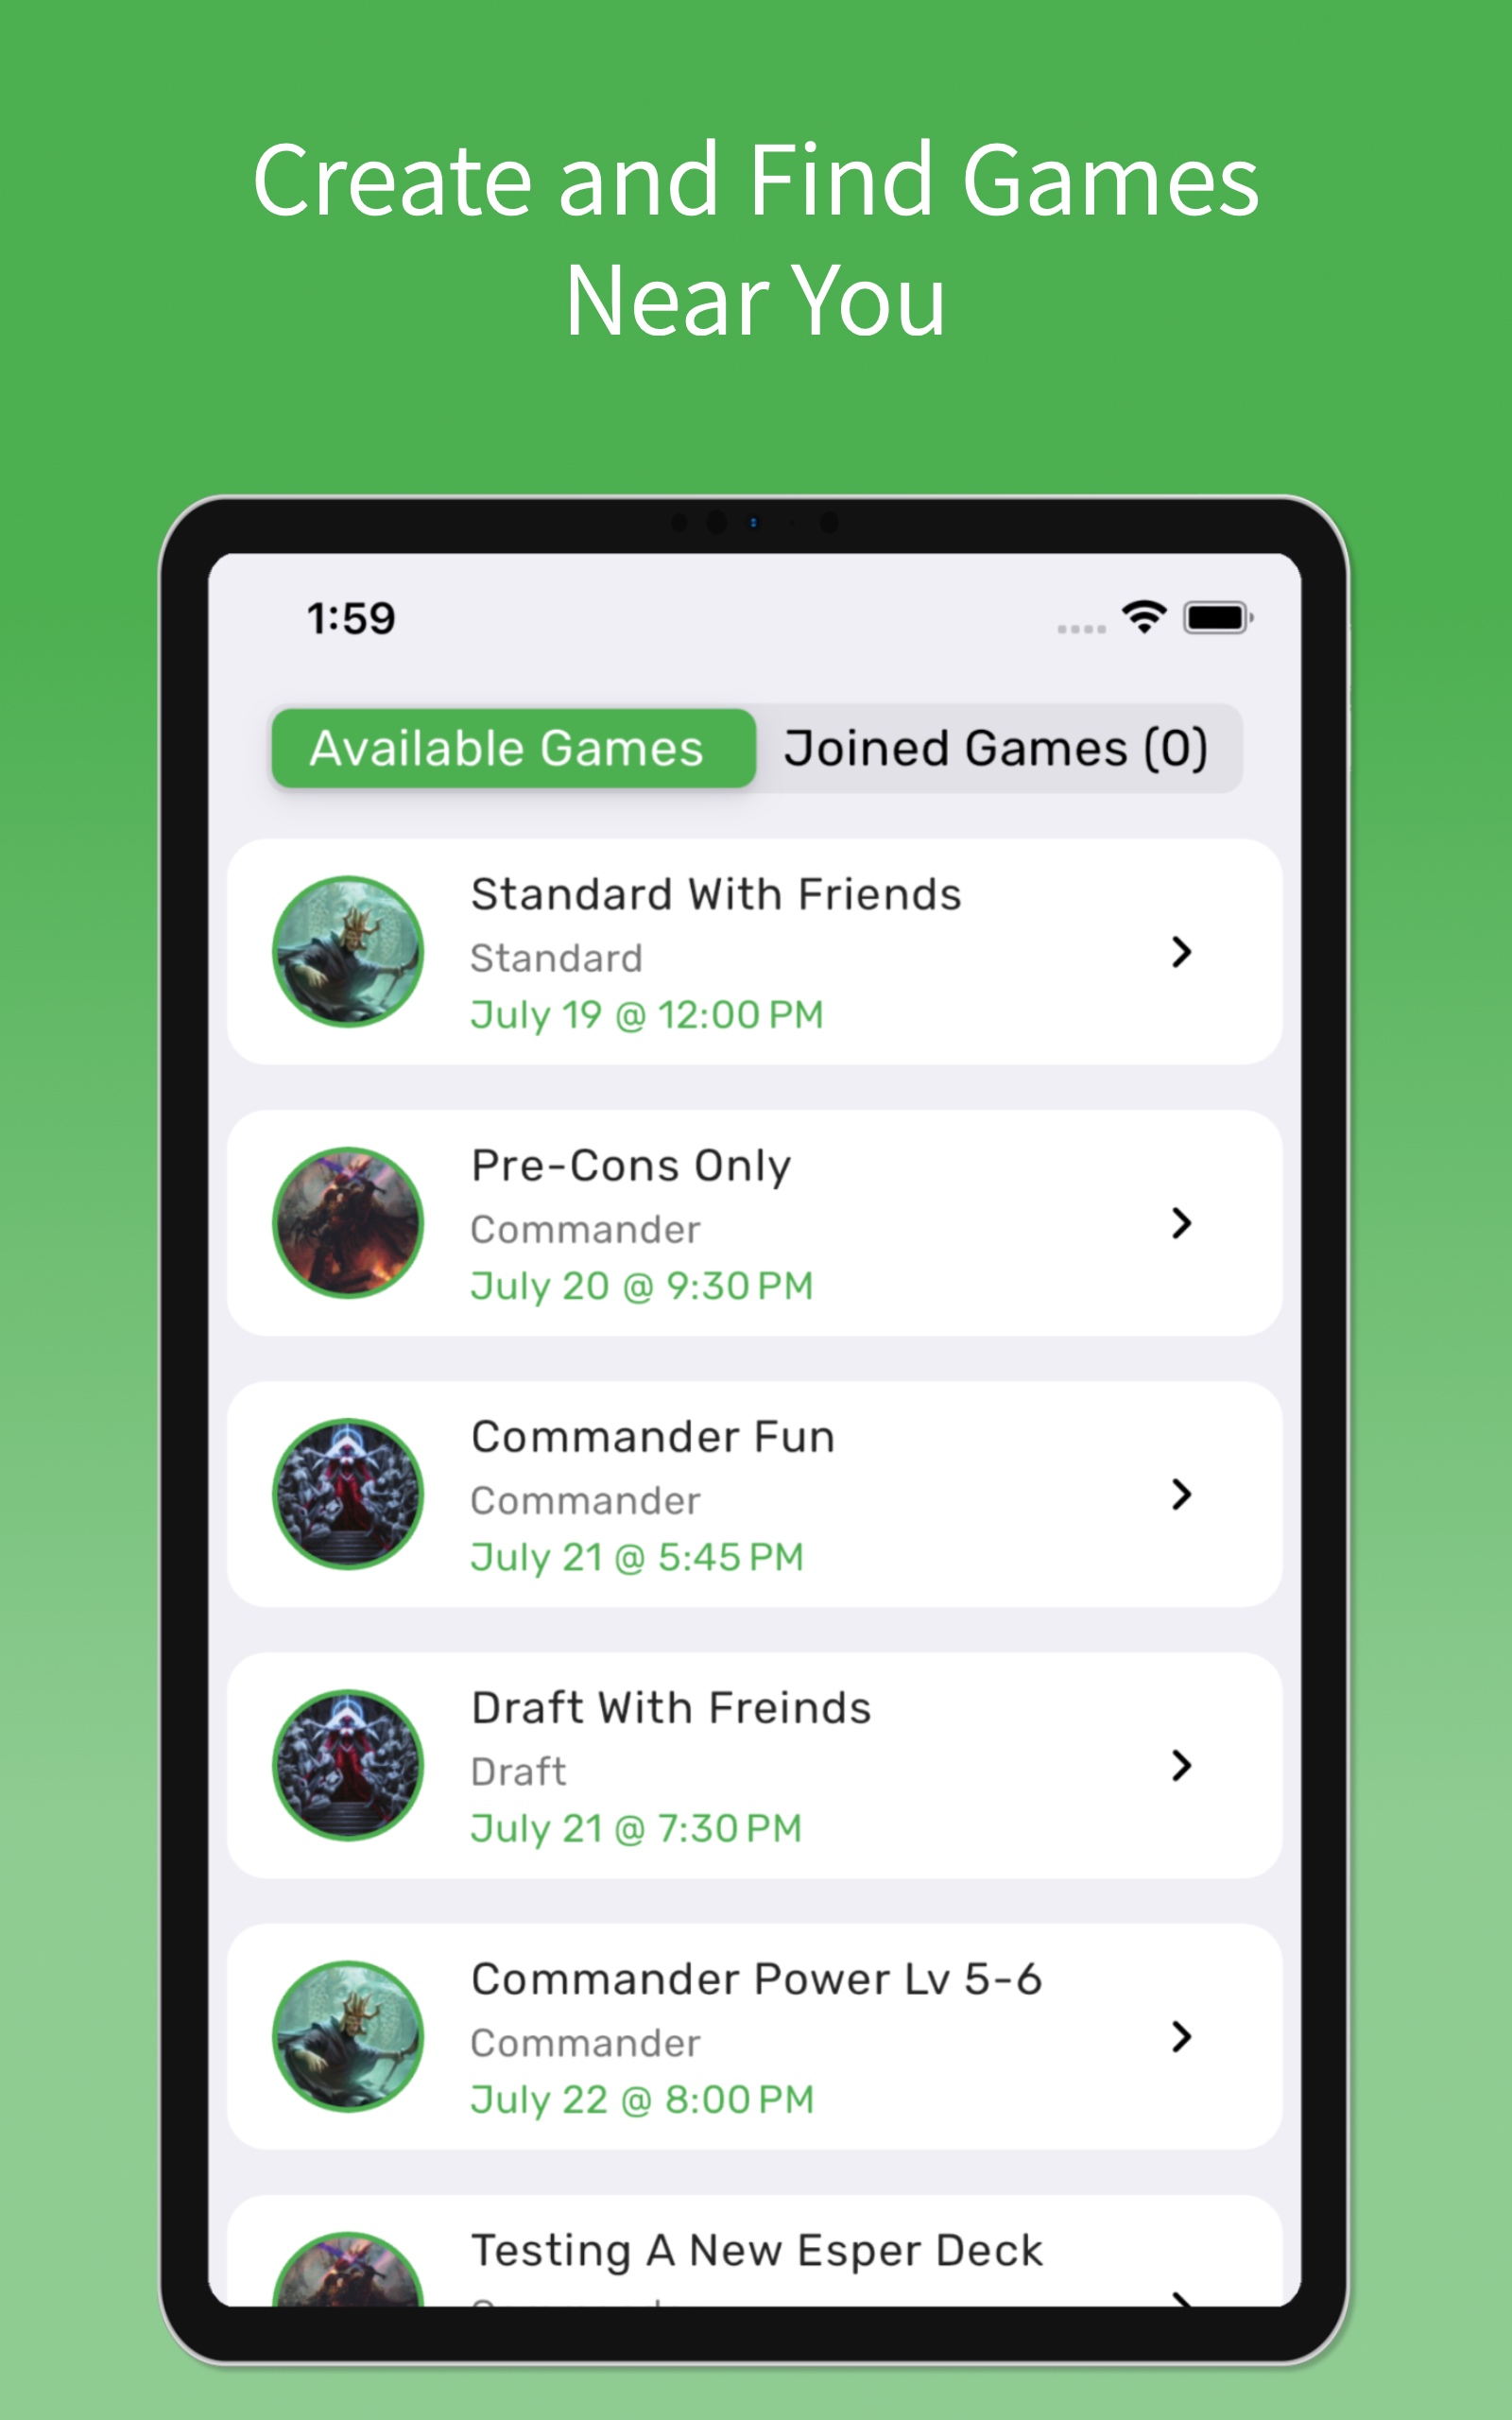 Create and Find Games
Near You
1:59
Available Games
Joined Games (0)
Standard With Friends
Standard
July 19 @ 12:00 PM
Pre-Cons Only
Commander
July 20 @ 9:30 PM
Commander Fun
Commander
July 21 @ 5:45 PM
Draft With Freinds
Draft
July 21 @ 7:30 PM
Commander Power Lv 5-6
Commander
July 22 @ 8:00 PM
Testing A New Esper Deck